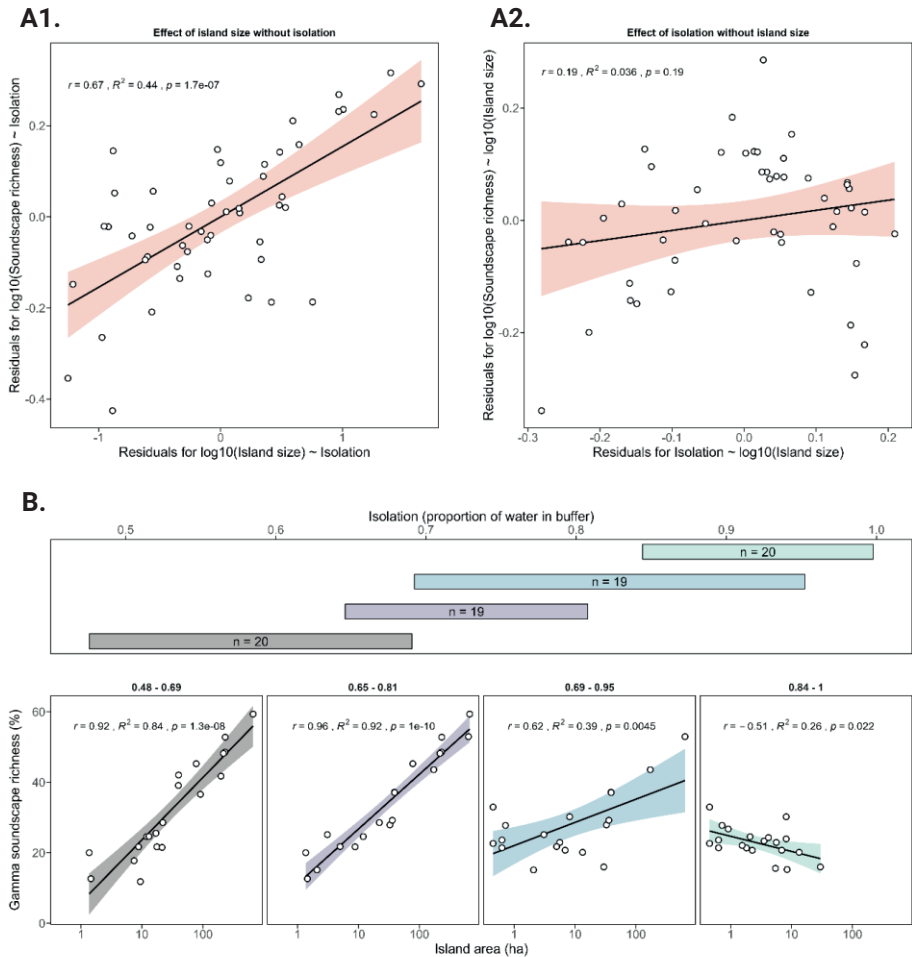 A1.
Effect of island size without isolation
r = 0.67 , R² = 0.44 , p = 1.7e-07
Residuals for log10(Soundscape richness) ~ Isolation
0.2
0.0
-0.2
-0.4
-1
0
1
Residuals for log10(Island size) ~ Isolation
A2.
Effect of isolation without island size
r = 0.19 , R² = 0.036 , p = 0.19
Residuals for log10(Soundscape richness) ~ log10(Island size)
0.2
0.0
-0.2
-0.3
-0.2
-0.1
0.0
0.1
0.2
Residuals for Isolation ~ log10(Island size)
B.
Isolation (proportion of water in buffer)
0.5
0.6
0.7
0.8
0.9
1.0
n = 20
n = 19
n = 19
n = 20
Gamma soundscape richness (%)
60
40
20
0
0.48 - 0.69
r = 0.92 , R² = 0.84 , p = 1.3e-08
1
10
100
0.65 - 0.81
r = 0.96 , R² = 0.92 , p = 1e-10
1
10
100
0.69 - 0.95
r = 0.62 , R² = 0.39 , p = 0.0045
1
10
100
0.84 - 1
r = − 0.51 , R² = 0.26 , p = 0.022
1
10
100
Island area (ha)